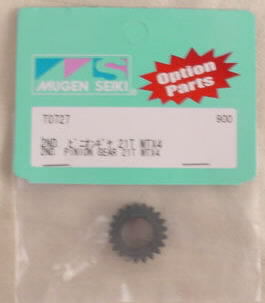 MUGEN SEIKI
Option
Parts
T0727 900
2ND ピニオンギヤ 21T MTX4
2ND PINION GEAR 21T MTX4